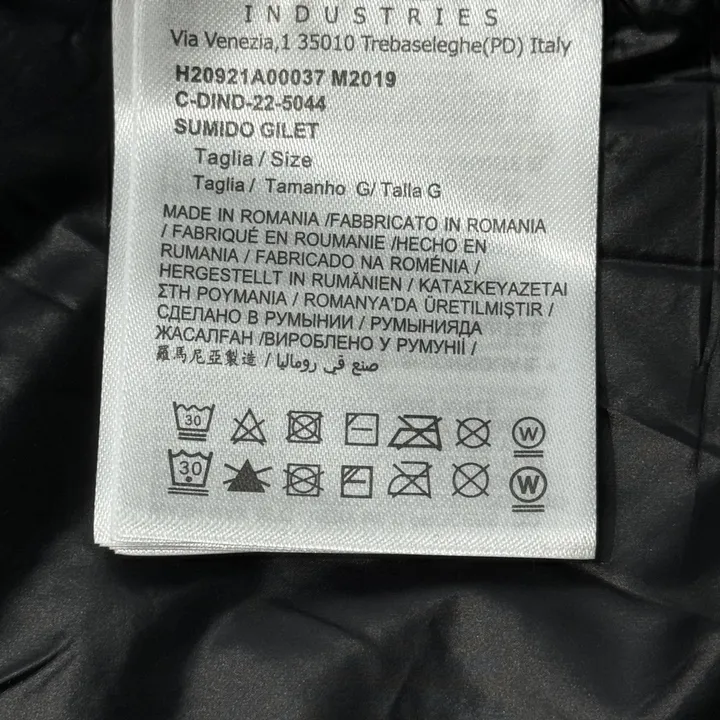 INDUSTRIES
Via Venezia,1 35010 Trebaseleghe(PD) Italy
H20921A00037 M2019
C-DIND-22-5044
SUMIDO GILET
Taglia / Size
Taglia / Tamanho G/ Talla G
MADE IN ROMANIA /FABBRICATO IN ROMANIA
/ FABRIQUÉ EN ROUMANIE /HECHO EN
RUMANIA / FABRICADO NA ROMÉNIA /
HERGESTELLT IN RUMÄNIEN / ΚΑΤΑΣΚΕΥΑΖΕΤΑΙ
ΣΤΗ ΡΟΥΜΑΝΙΑ / ROMANYA'DA ÜRETILMIŞTIR /
СДЕЛАНО В РУМЫНИИ / РУМЫНИЯДА
ЖАСАЛҒАН /ВИРОБЛЕНО У РУМУНІЇ /
羅馬尼亞製造 / صنع في رومانيا
30 W
30 W